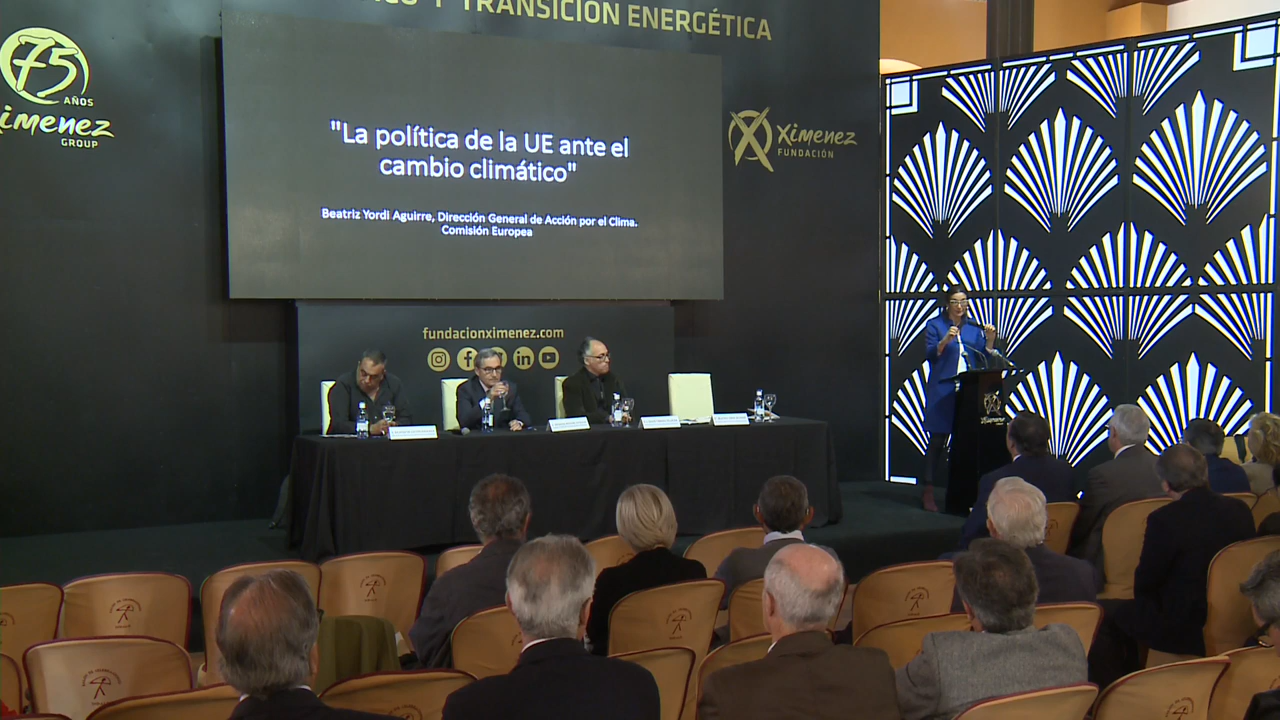 Y TRANSICIÓN ENERGÉTICA
75
AÑOS
Ximenez
GROUP
"La política de la UE ante el
cambio climático"
Beatriz Yordi Aguirre, Dirección General de Acción por el Clima.
Comisión Europea
Ximenez
FUNDACIÓN
fundacionximenez.com